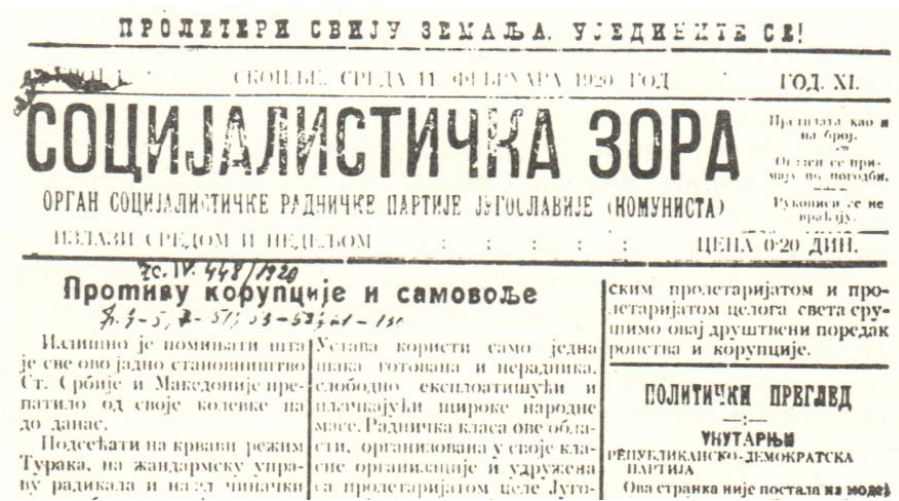 ПРОЛЕТЕРИ СВИЈУ ЗЕМАЉА, УЈЕДИНИТЕ СЕ!
СКОПЉЕ, СРЕДА 11. ФЕБРУАРА 1920 ГОД
ГОД. XI.
СОЦИЈАЛИСТИЧКА ЗОРА
Претплата као и
на број.
Огласи се при-
мају по погодби.
Рукописи се не
враћају.
ОРГАН СОЦИЈАЛИСТИЧКЕ РАДНИЧКЕ ПАРТИЈЕ ЈУГОСЛАВИЈЕ (КОМУНИСТА)
ИЗЛАЗИ СРЕДОМ И НЕДЕЉОМ : : : : : ЦЕНА 0·20 ДИН.
448/1920
Противу корупције и самовоље
Излишно је помињати шта
је све ово јадно становништво
Ст. Србије и Македоније пре-
патило од своје колевке па
до данас.
Подсећати на крвави режим
Турака, на жандармску упра-
ву радикала и
Устава користи само једна
шака готована и нерадника,
слободно експлоатишући и
пљачкајући широке народне
масе. Радничка класа ове обла-
сти, организована у своје кла-
сне организације и удружена
са пролетаријатом целе Југо-
ским пролетаријатом и про-
летаријатом целога света сру-
шимо овај друштвени поредак
ропства и корупције.
ПОЛИТИЧКИ ПРЕГЛЕД
—:—
УНУТАРЊИ
РЕПУБЛИКАНСКО-ДЕМОКРАТСКА
ПАРТИЈА
Ова странка није постала на